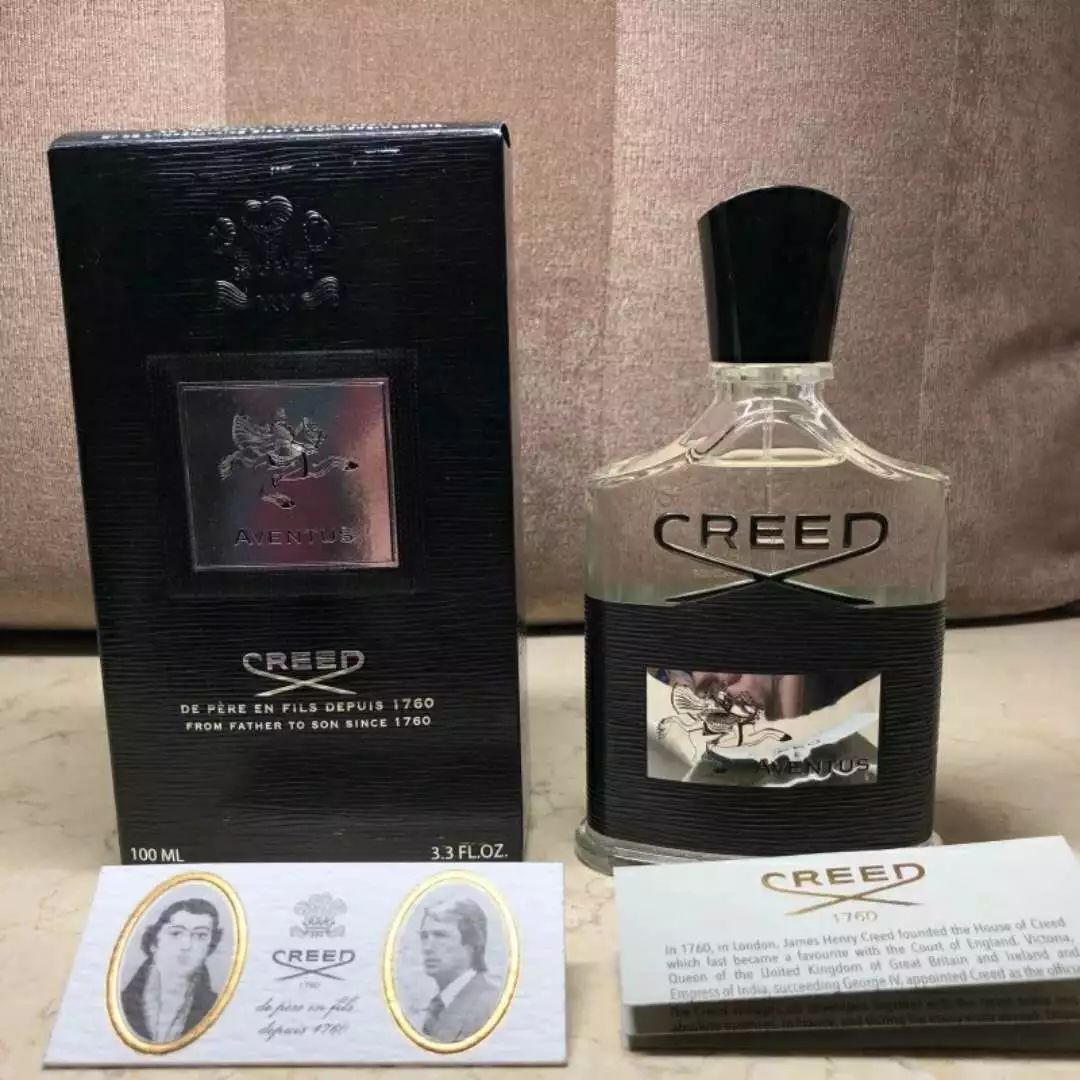 AVENTUS
CREED
DE PÈRE EN FILS DEPUIS 1760
FROM FATHER TO SON SINCE 1760
100 ML
3.3 FL.OZ.
CREED
AVENTUS
CREED
1760
de père en fils
depuis 1760
CREED
1760
In 1760, in London, James Henry Creed founded the House of Creed
which fast became a favourite with the Court of England. Victoria,
Queen of the United Kingdom of Great Britain and Ireland and
Empress of India, succeeding George IV, appointed Creed as the official